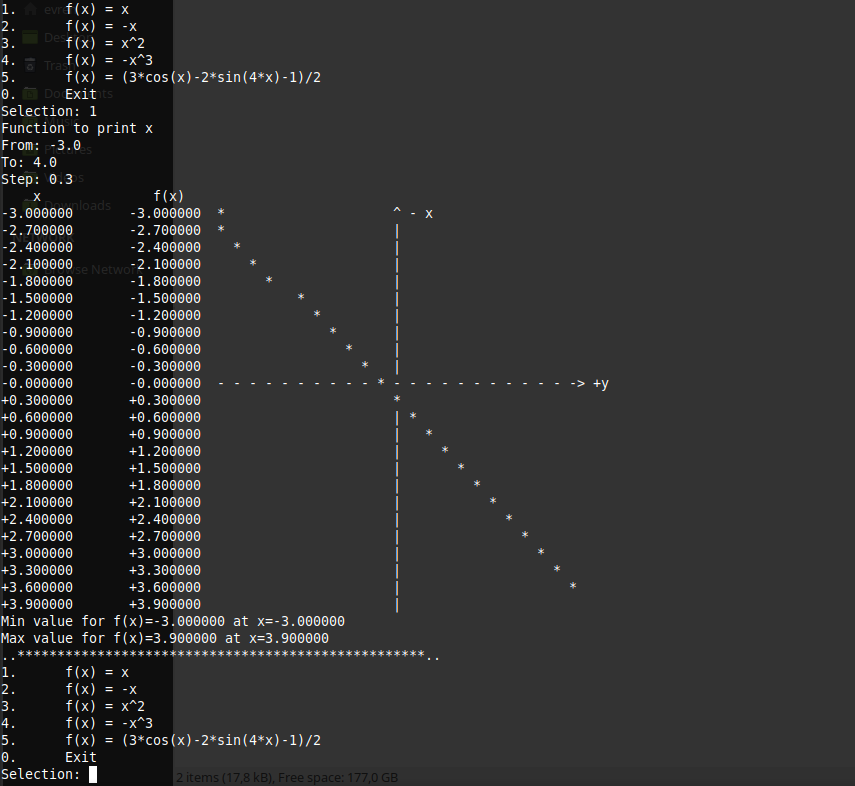 1.      f(x) = x
2.      f(x) = -x
3.      f(x) = x^2
4.      f(x) = -x^3
5.      f(x) = (3*cos(x)-2*sin(4*x)-1)/2
0.      Exit
Selection: 1
Function to print x
From: -3.0
To: 4.0
Step: 0.3
    x              f(x)
-3.000000       -3.000000  *                     ^ - x
-2.700000       -2.700000  *                     |
-2.400000       -2.400000    *                   |
-2.100000       -2.100000      *                 |
-1.800000       -1.800000        *               |
-1.500000       -1.500000            *           |
-1.200000       -1.200000              *         |
-0.900000       -0.900000                *       |
-0.600000       -0.600000                  *     |
-0.300000       -0.300000                    *   |
-0.000000       -0.000000  - - - - - - - - - - * - - - - - - - - - - - -> +y
+0.300000       +0.300000                        *
+0.600000       +0.600000                        | *
+0.900000       +0.900000                        |   *
+1.200000       +1.200000                        |     *
+1.500000       +1.500000                        |       *
+1.800000       +1.800000                        |         *
+2.100000       +2.100000                        |           *
+2.400000       +2.400000                        |             *
+2.700000       +2.700000                        |               *
+3.000000       +3.000000                        |                 *
+3.300000       +3.300000                        |                   *
+3.600000       +3.600000                        |                     *
+3.900000       +3.900000                        |
Min value for f(x)=-3.000000 at x=-3.000000
Max value for f(x)=3.900000 at x=3.900000
..***************************************************..
1.      f(x) = x
2.      f(x) = -x
3.      f(x) = x^2
4.      f(x) = -x^3
5.      f(x) = (3*cos(x)-2*sin(4*x)-1)/2
0.      Exit
Selection:
2 items (17,8 kB), Free space: 177,0 GB
Downloads